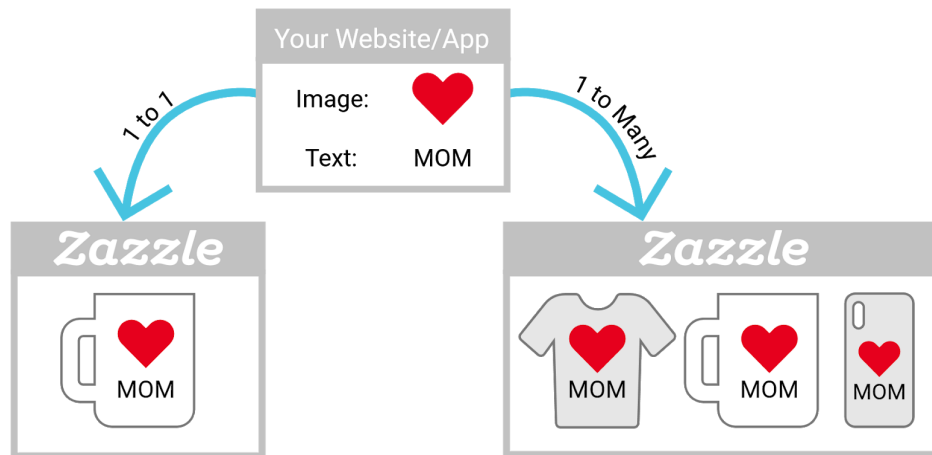 Your Website/App
Image:
Text: MOM
1 to 1
1 to Many
Zazzle
MOM
Zazzle
MOM MOM MOM